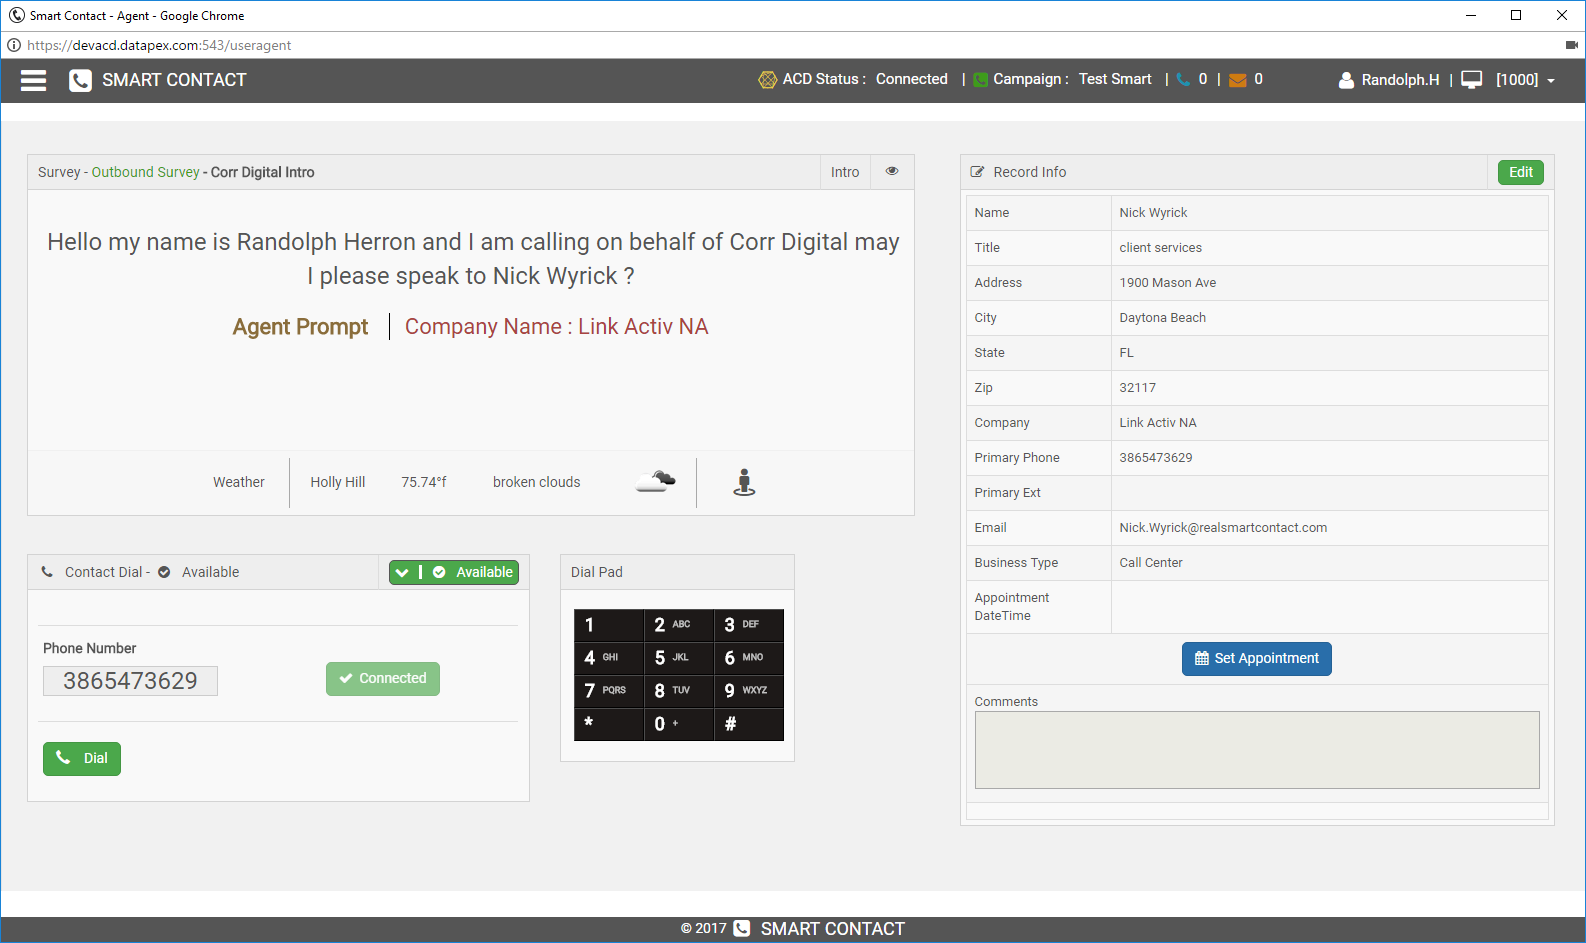 Smart Contact - Agent - Google Chrome
https://devacd.datapex.com:543/useragent
SMART CONTACT
ACD Status : Connected | Campaign : Test Smart | 0 | 0
Randolph.H | [1000]
Survey - Outbound Survey - Corr Digital Intro
Intro
Hello my name is Randolph Herron and I am calling on behalf of Corr Digital may
I please speak to Nick Wyrick ?
Agent Prompt
Company Name : Link Activ NA
Weather
Holly Hill
75.74°f
broken clouds
Contact Dial - Available
Available
Phone Number
3865473629
Connected
Dial
Dial Pad
1
2 ABC
3 DEF
4 GHI
5 JKL
6 MNO
7 PQRS
8 TUV
9 WXYZ
*
0 +
#
Record Info
Edit
Name
Nick Wyrick
Title
client services
Address
1900 Mason Ave
City
Daytona Beach
State
FL
Zip
32117
Company
Link Activ NA
Primary Phone
3865473629
Primary Ext
Email
Nick.Wyrick@realsmartcontact.com
Business Type
Call Center
Appointment
DateTime
Set Appointment
Comments
© 2017 SMART CONTACT